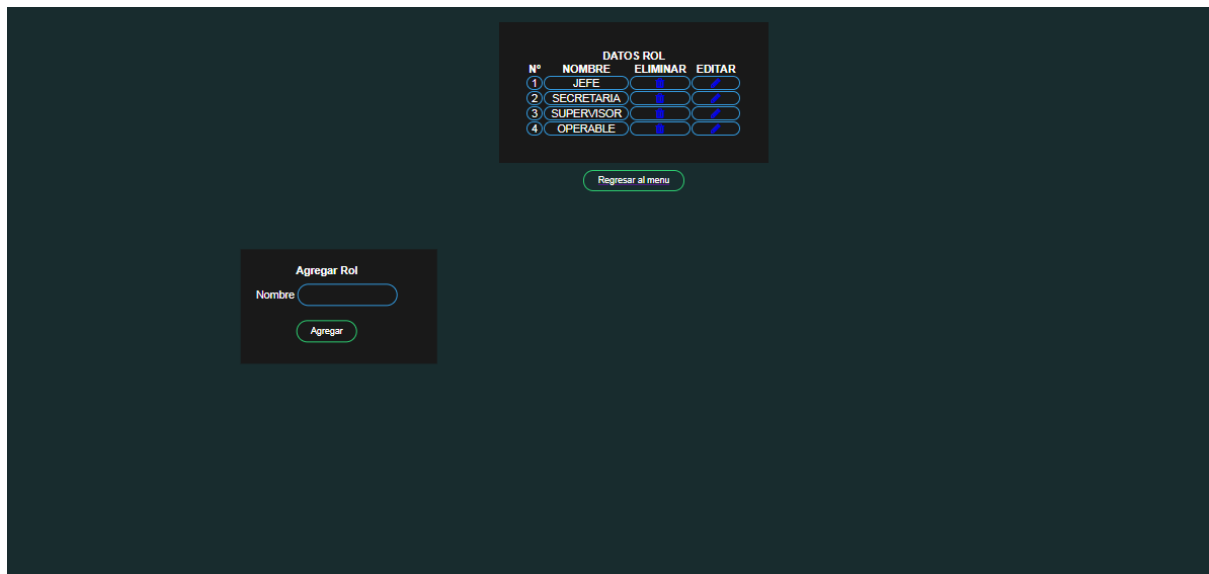 DATOS ROL
Nº NOMBRE ELIMINAR EDITAR
1 JEFE
2 SECRETARIA
3 SUPERVISOR
4 OPERABLE
Regresar al menu
Agregar Rol
Nombre
Agregar